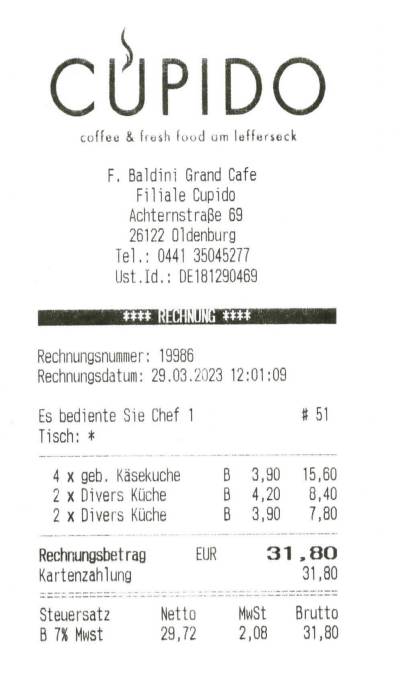 CUPIDO
coffee & fresh food am lefferseck
F. Baldini Grand Cafe
Filiale Cupido
Achternstraße 69
26122 Oldenburg
Tel.: 0441 35045277
Ust.Id.: DE181290469
**** RECHNUNG ****
Rechnungsnummer: 19986
Rechnungsdatum: 29.03.2023 12:01:09
Es bediente Sie Chef 1 # 51
Tisch: *
4 x geb. Käsekuche B 3,90 15,60
2 x Divers Küche B 4,20 8,40
2 x Divers Küche B 3,90 7,80
Rechnungsbetrag EUR 31,80
Kartenzahlung 31,80
Steuersatz Netto MwSt Brutto
B 7% Mwst 29,72 2,08 31,80